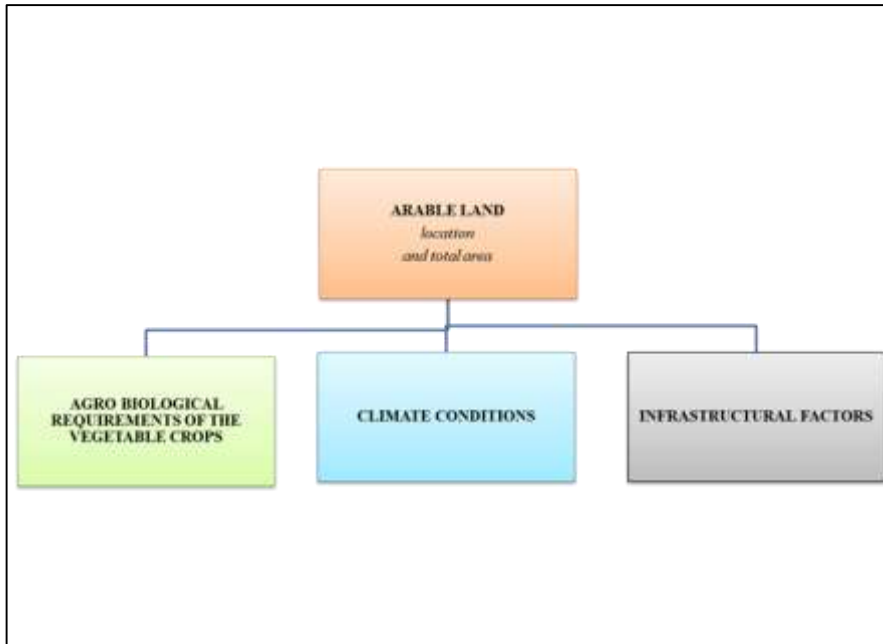 ARABLE LAND
location
and total area
AGRO BIOLOGICAL
REQUIREMENTS OF THE
VEGETABLE CROPS
CLIMATE CONDITIONS
INFRASTRUCTURAL FACTORS